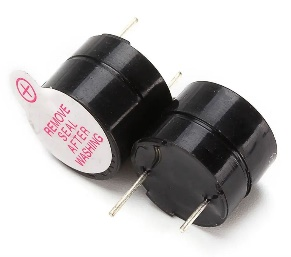 +
REMOVE
SEAL
AFTER
WASHING